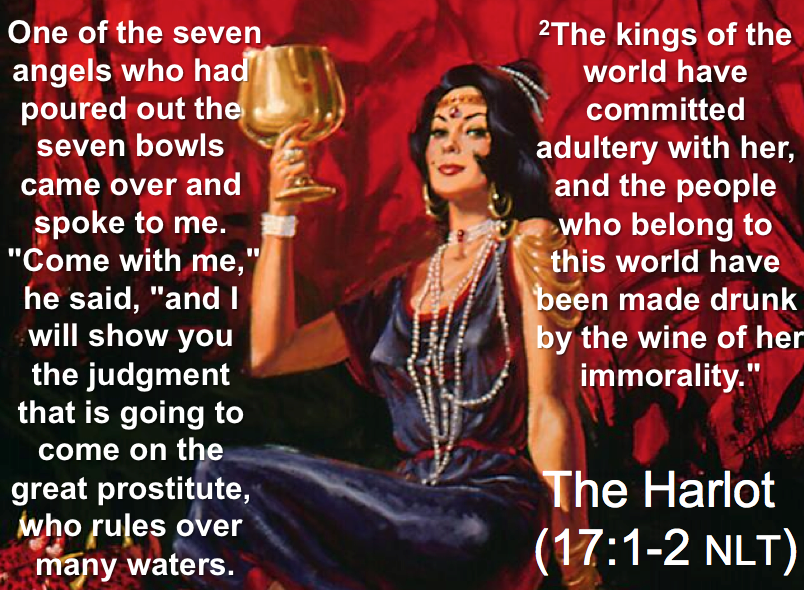 One of the seven
angels who had
poured out the
seven bowls
came over and
spoke to me.
"Come with me,"
he said, "and I
will show you
the judgment
that is going to
come on the
great prostitute,
who rules over
many waters.
²The kings of the
world have
committed
adultery with her,
and the people
who belong to
this world have
been made drunk
by the wine of her
immorality."
The Harlot
(17:1-2 NLT)